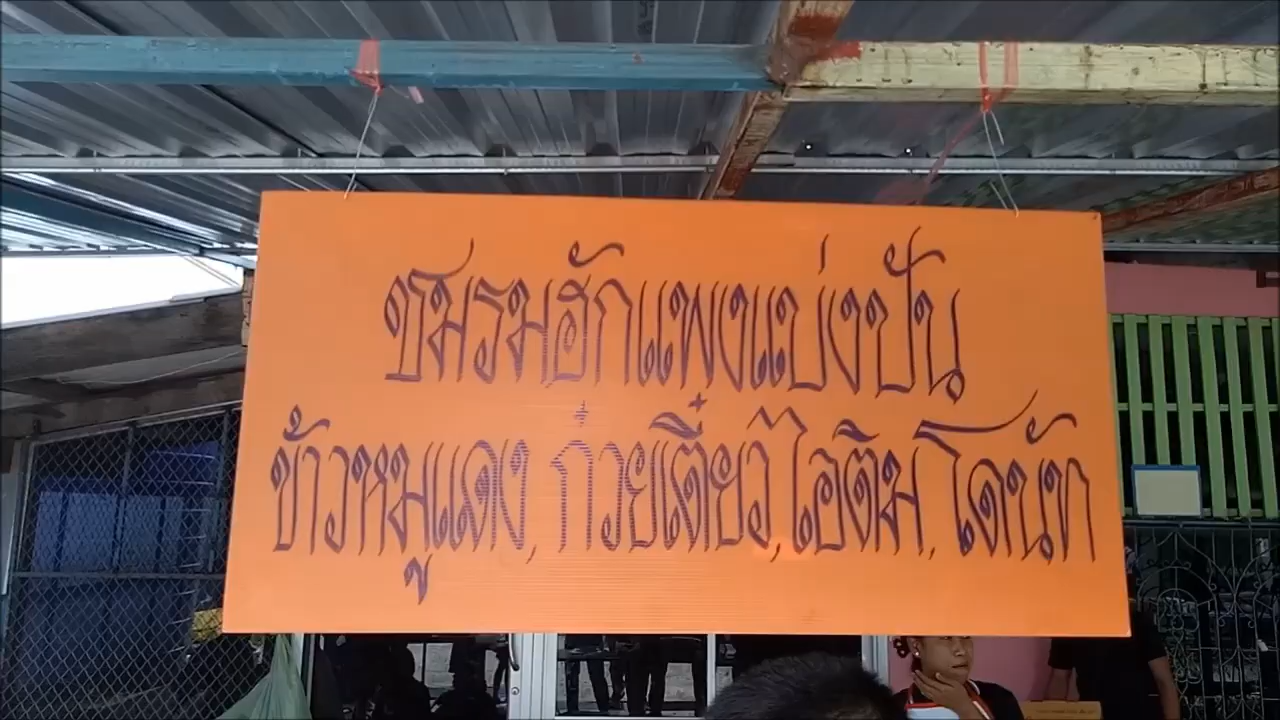 ชมรมฮักแพงแบ่งปัน
ข้าวหมูแดง, ก๋วยเตี๋ยว, ไอติม, โดนัท